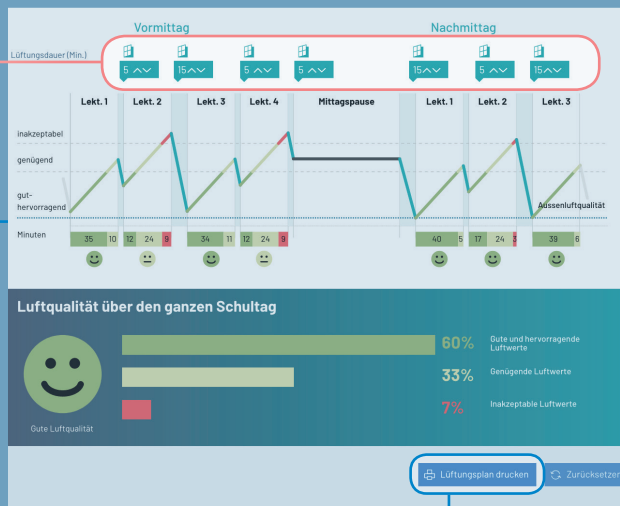 Vormittag
Nachmittag
Lüftungsdauer (Min.)
5
15
5
5
15
5
15
Lekt. 1
Lekt. 2
Lekt. 3
Lekt. 4
Mittagspause
Lekt. 1
Lekt. 2
Lekt. 3
inakzeptabel
genügend
gut-
hervorragend
Aussenluftqualität
Minuten
35 10 12 24 9 34 11 12 24 9 40 5 17 24 3 39 6
Luftqualität über den ganzen Schultag
60%
Gute und hervorragende
Luftwerte
33%
Genügende Luftwerte
7%
Inakzeptable Luftwerte
Gute Luftqualität
Lüftungsplan drucken
Zurücksetzen